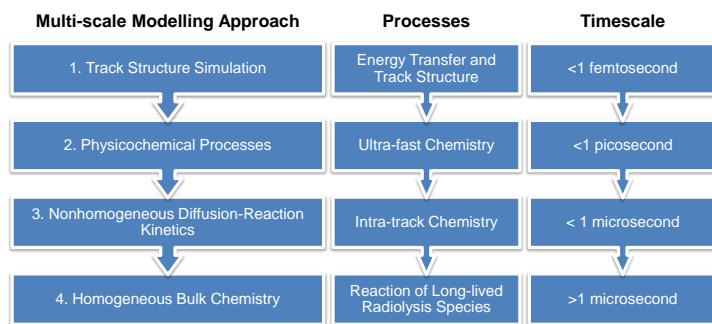 Multi-scale Modelling Approach
Processes
Timescale
1. Track Structure Simulation
Energy Transfer and
Track Structure
<1 femtosecond
2. Physicochemical Processes
Ultra-fast Chemistry
<1 picosecond
3. Nonhomogeneous Diffusion-Reaction
Kinetics
Intra-track Chemistry
< 1 microsecond
4. Homogeneous Bulk Chemistry
Reaction of Long-lived
Radiolysis Species
>1 microsecond